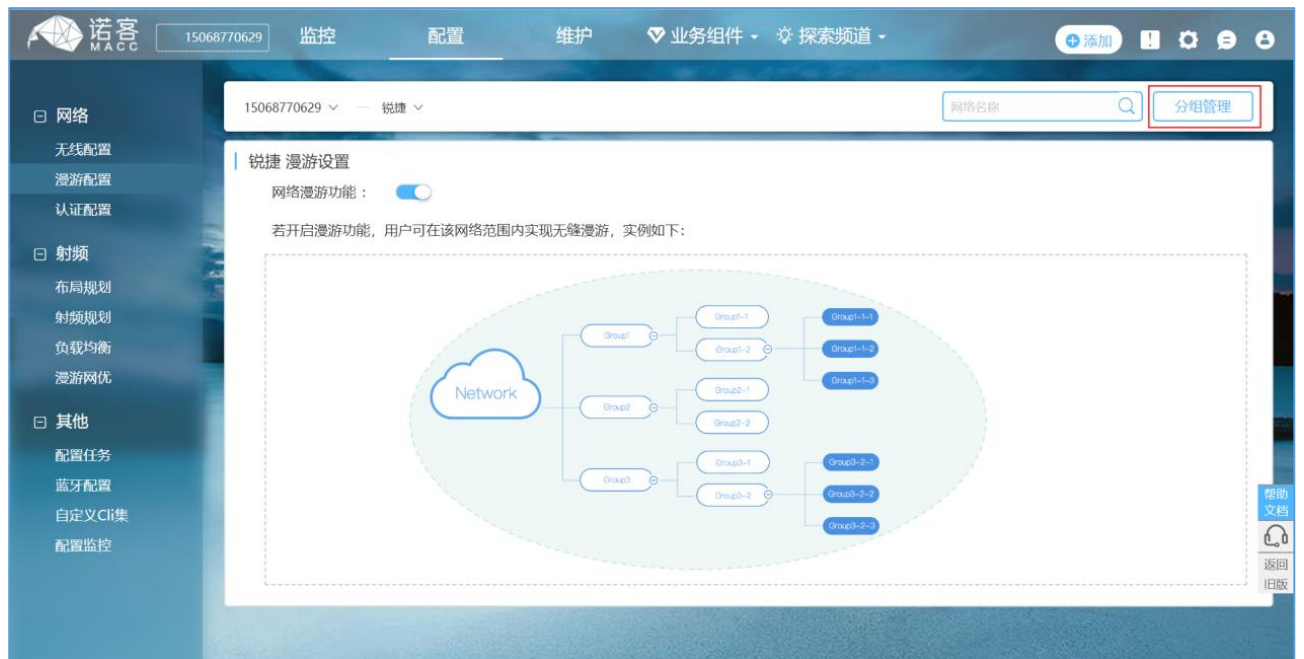 诺客
MACC
15068770629
监控
配置
维护
业务组件
探索频道
添加
网络
无线配置
漫游配置
认证配置
射频
布局规划
射频规划
负载均衡
漫游网优
其他
配置任务
蓝牙配置
自定义Cli集
配置监控
15068770629 — 锐捷
网络名称
分组管理
锐捷 漫游设置
网络漫游功能：
若开启漫游功能，用户可在该网络范围内实现无缝漫游，实例如下：
Network
Group1
Group1-1
Group1-2
Group1-1-1
Group1-1-2
Group1-1-3
Group2
Group2-1
Group2-2
Group3
Group3-1
Group3-2
Group3-2-1
Group3-2-2
Group3-2-3
帮助
文档
返回
旧版